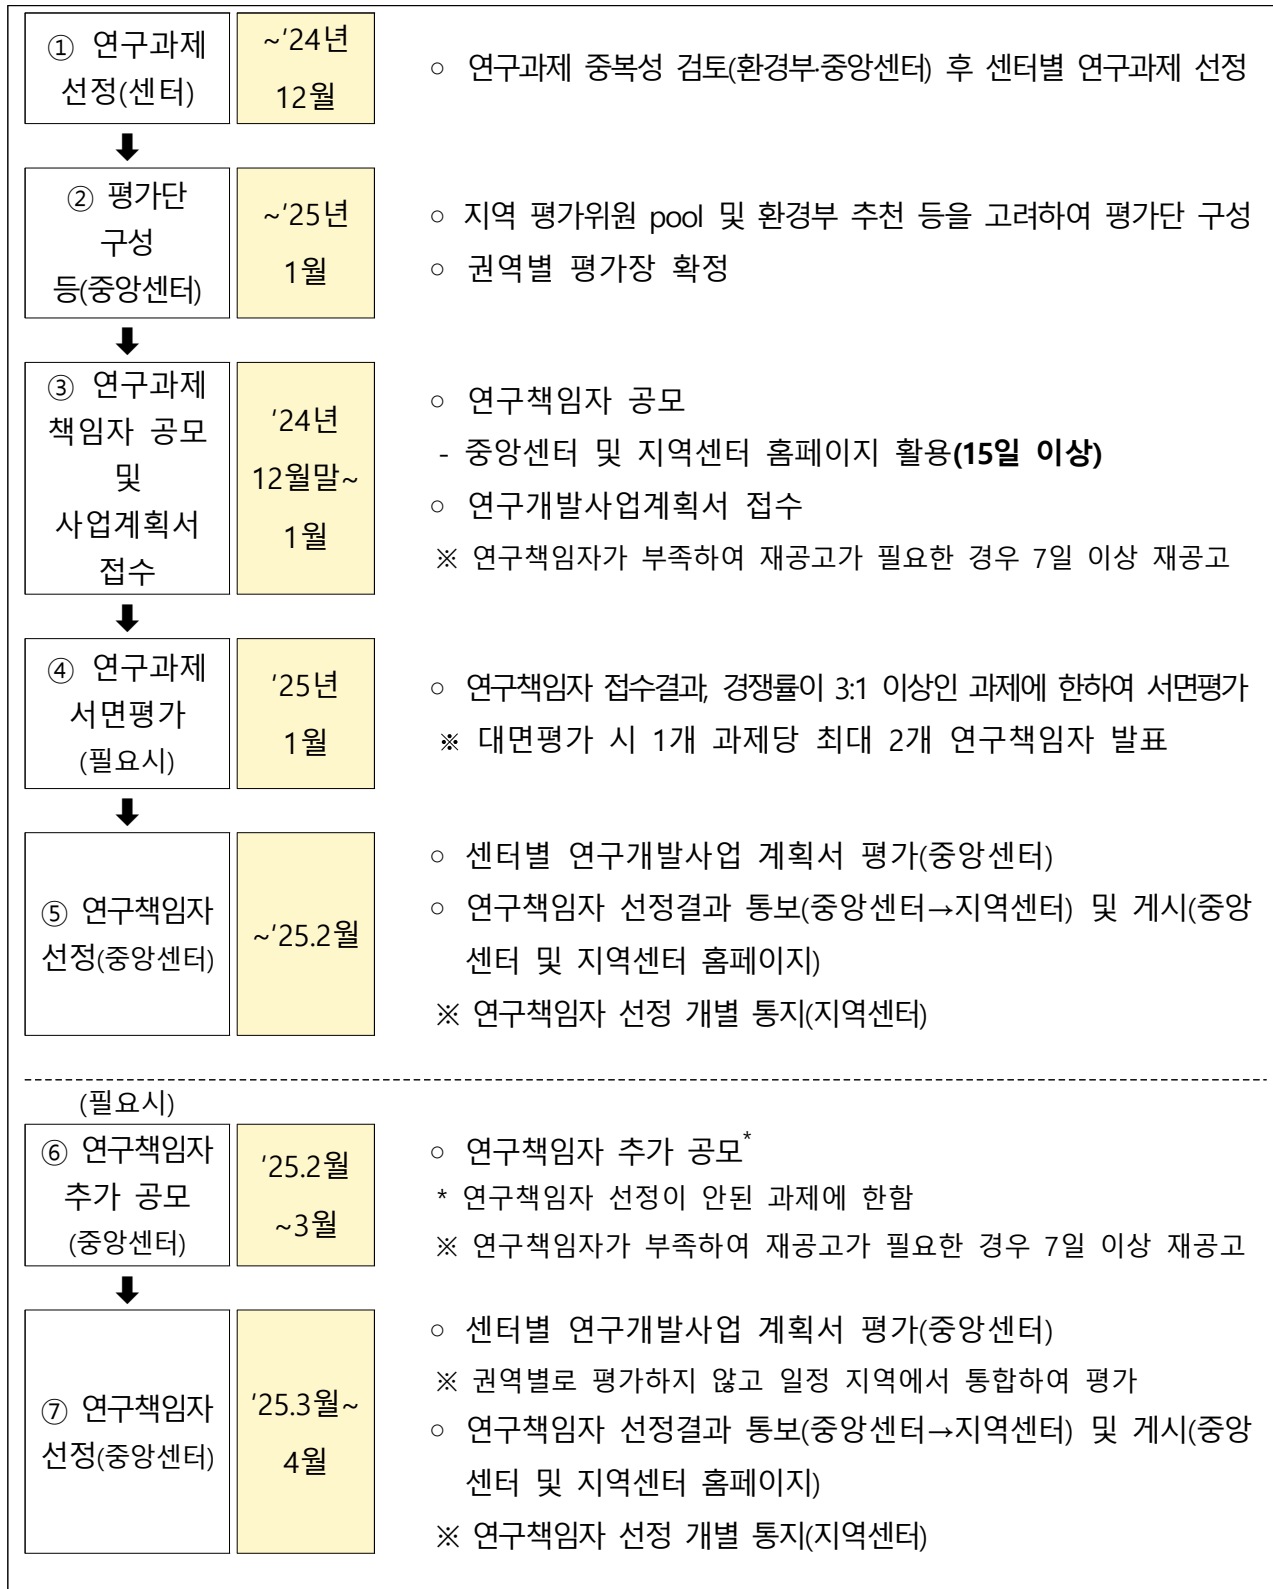 ① 연구과제
선정(센터)
~'24년
12월
○ 연구과제 중복성 검토(환경부·중앙센터) 후 센터별 연구과제 선정
② 평가단
구성
등(중앙센터)
~'25년
1월
○ 지역 평가위원 pool 및 환경부 추천 등을 고려하여 평가단 구성
○ 권역별 평가장 확정
③ 연구과제
책임자 공모
및
사업계획서
접수
'24년
12월말~
1월
○ 연구책임자 공모
- 중앙센터 및 지역센터 홈페이지 활용(15일 이상)
○ 연구개발사업계획서 접수
※ 연구책임자가 부족하여 재공고가 필요한 경우 7일 이상 재공고
④ 연구과제
서면평가
(필요시)
'25년
1월
○ 연구책임자 접수결과, 경쟁률이 3:1 이상인 과제에 한하여 서면평가
※ 대면평가 시 1개 과제당 최대 2개 연구책임자 발표
⑤ 연구책임자
선정(중앙센터)
~'25.2월
○ 센터별 연구개발사업 계획서 평가(중앙센터)
○ 연구책임자 선정결과 통보(중앙센터→지역센터) 및 게시(중앙
센터 및 지역센터 홈페이지)
※ 연구책임자 선정 개별 통지(지역센터)
(필요시)
⑥ 연구책임자
추가 공모
(중앙센터)
'25.2월
~3월
○ 연구책임자 추가 공모*
* 연구책임자 선정이 안된 과제에 한함
※ 연구책임자가 부족하여 재공고가 필요한 경우 7일 이상 재공고
⑦ 연구책임자
선정(중앙센터)
'25.3월~
4월
○ 센터별 연구개발사업 계획서 평가(중앙센터)
※ 권역별로 평가하지 않고 일정 지역에서 통합하여 평가
○ 연구책임자 선정결과 통보(중앙센터→지역센터) 및 게시(중앙
센터 및 지역센터 홈페이지)
※ 연구책임자 선정 개별 통지(지역센터)